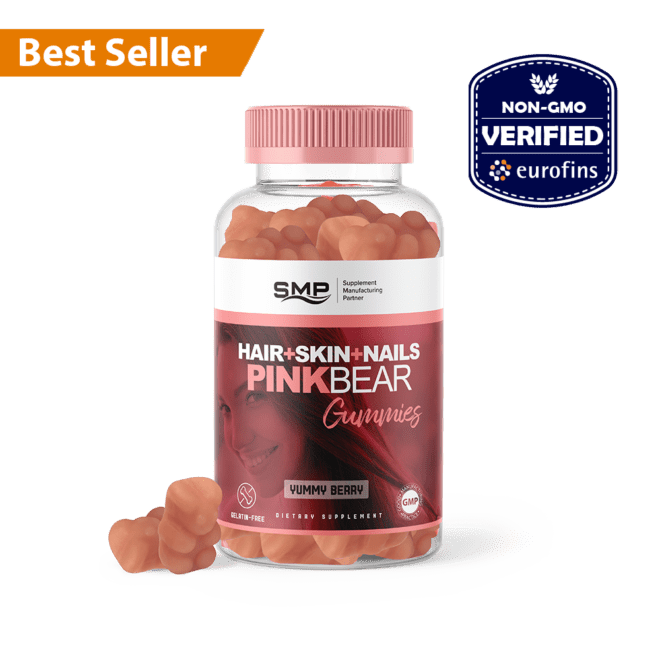 Best Seller
NON-GMO
VERIFIED
eurofins
SMP
Supplement
Manufacturing
Partner
HAIR+SKIN+NAILS
PINKBEAR
Gummies
YUMMY BERRY
GELATIN-FREE
DIETARY SUPPLEMENT
GMP